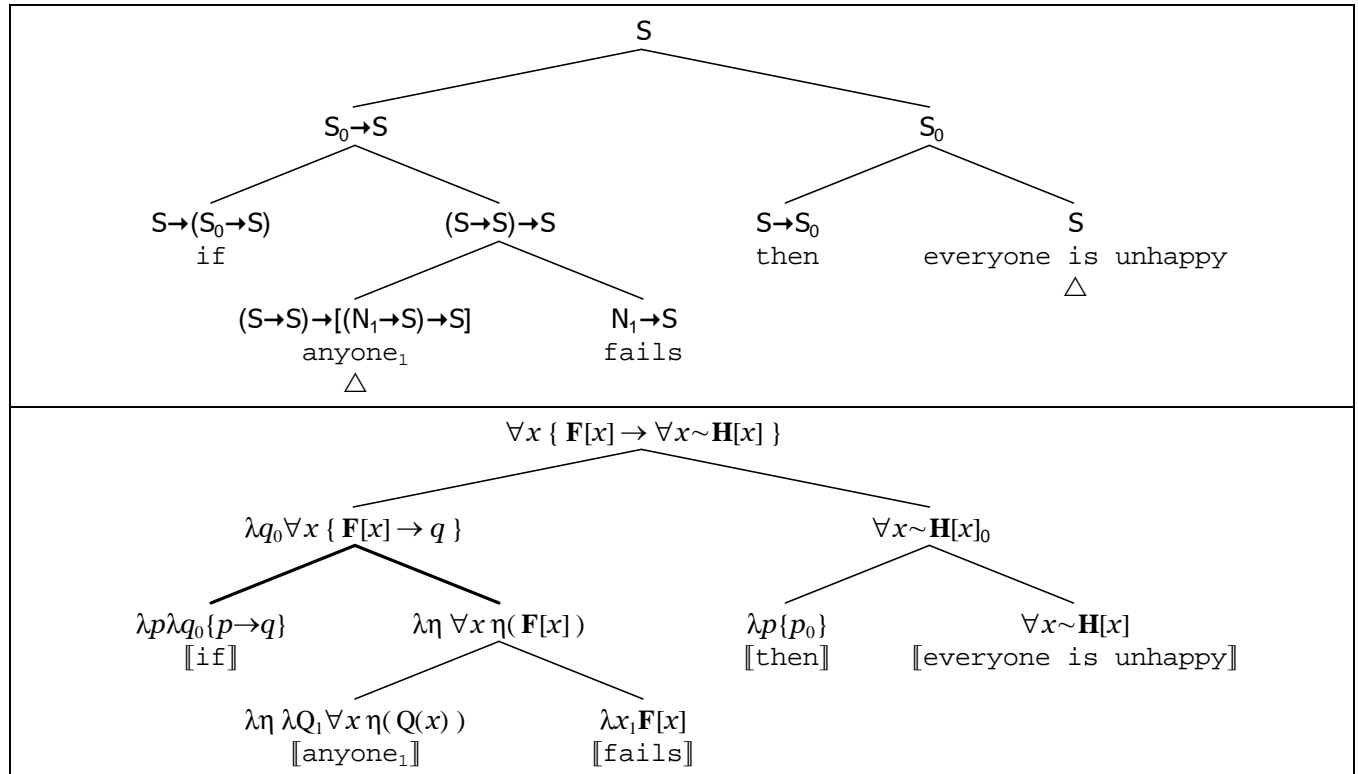 S
S₀→S S₀
S→(S₀→S) (S→S)→S S→S₀ S
if then everyone is unhappy
△
(S→S)→[(N₁→S)→S] N₁→S
anyone₁ fails
△
∀x { F[x] → ∀x~H[x] }
λq₀∀x { F[x] → q } ∀x~H[x]₀
λpλq₀{p→q} λη ∀x η( F[x] ) λp{p₀} ∀x~H[x]
⟦if⟧ ⟦then⟧ ⟦everyone is unhappy⟧
λη λQ₁∀x η( Q(x) ) λx₁F[x]
⟦anyone₁⟧ ⟦fails⟧